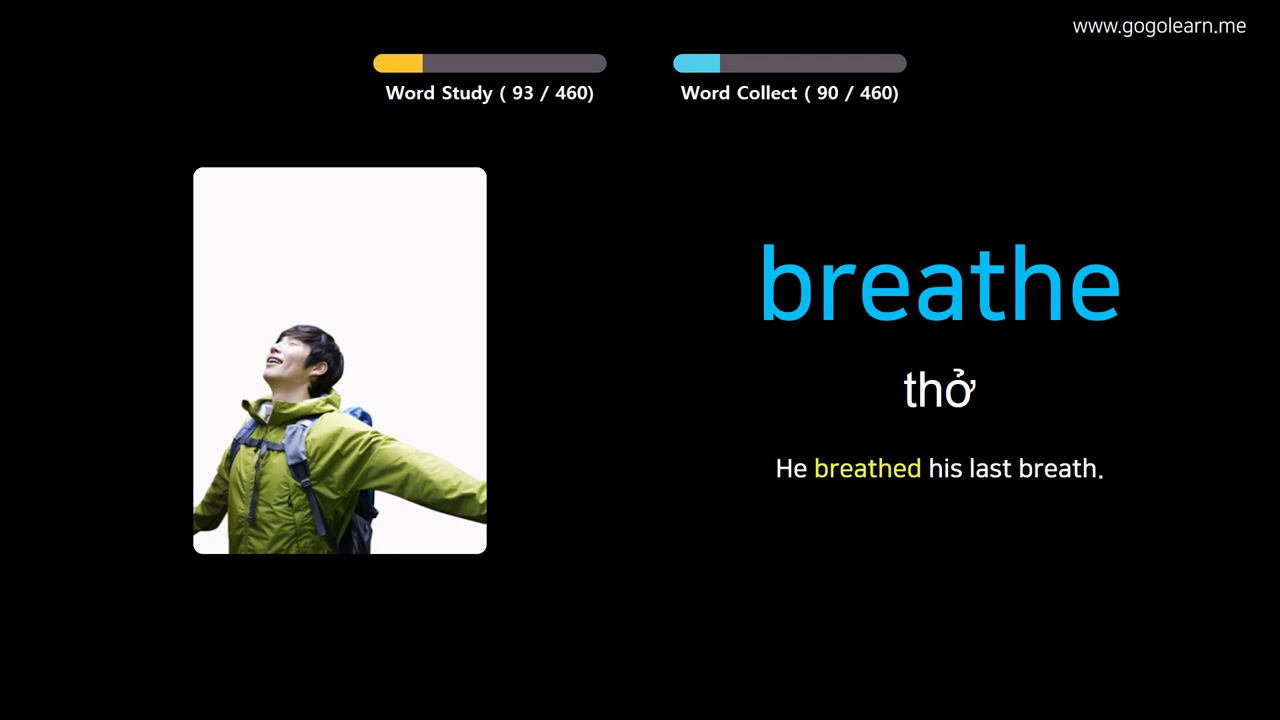 www.gogolearn.me
Word Study ( 93 / 460)
Word Collect ( 90 / 460)
breathe
thở
He breathed his last breath.